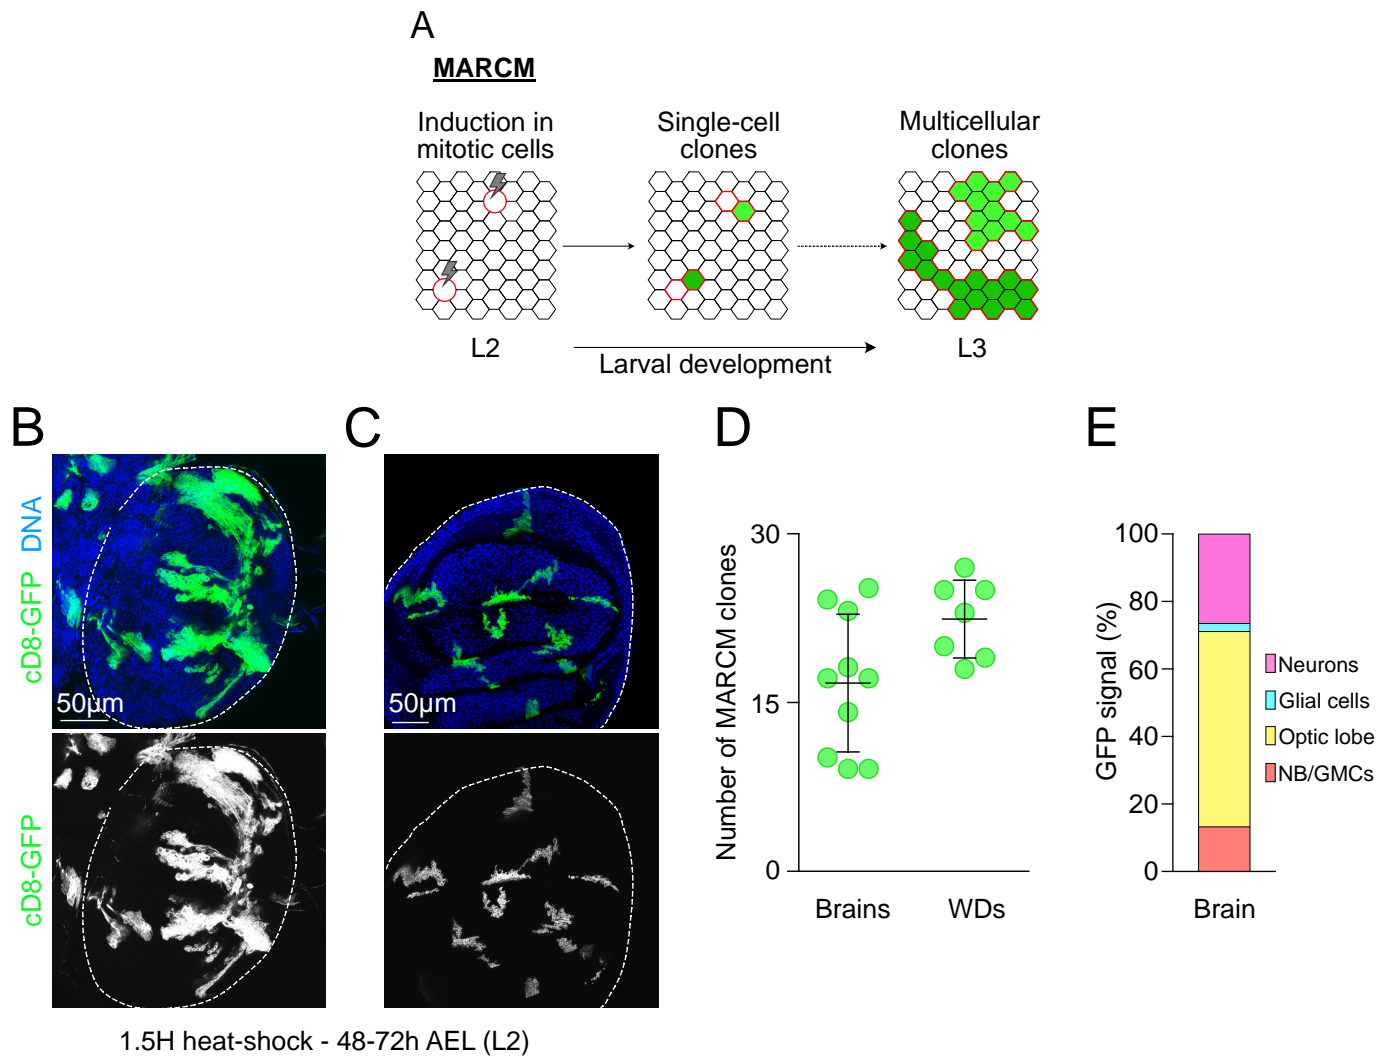 A
MARCM
Induction in
mitotic cells
Single-cell
clones
Multicellular
clones
L2
Larval development
L3
B
cD8-GFP DNA
50µm
cD8-GFP
C
50µm
1.5H heat-shock - 48-72h AEL (L2)
D
Number of MARCM clones
30
15
0
Brains
WDs
E
GFP signal (%)
100
80
60
40
20
0
Brain
Neurons
Glial cells
Optic lobe
NB/GMCs